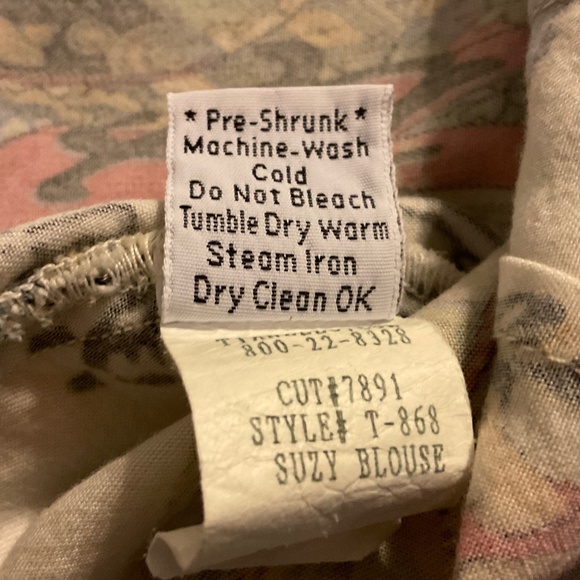 * Pre-Shrunk *
Machine-Wash
Cold
Do Not Bleach
Tumble Dry Warm
Steam Iron
Dry Clean OK
800-22-8328
CUT#7891
STYLE# T-868
SUZY BLOUSE